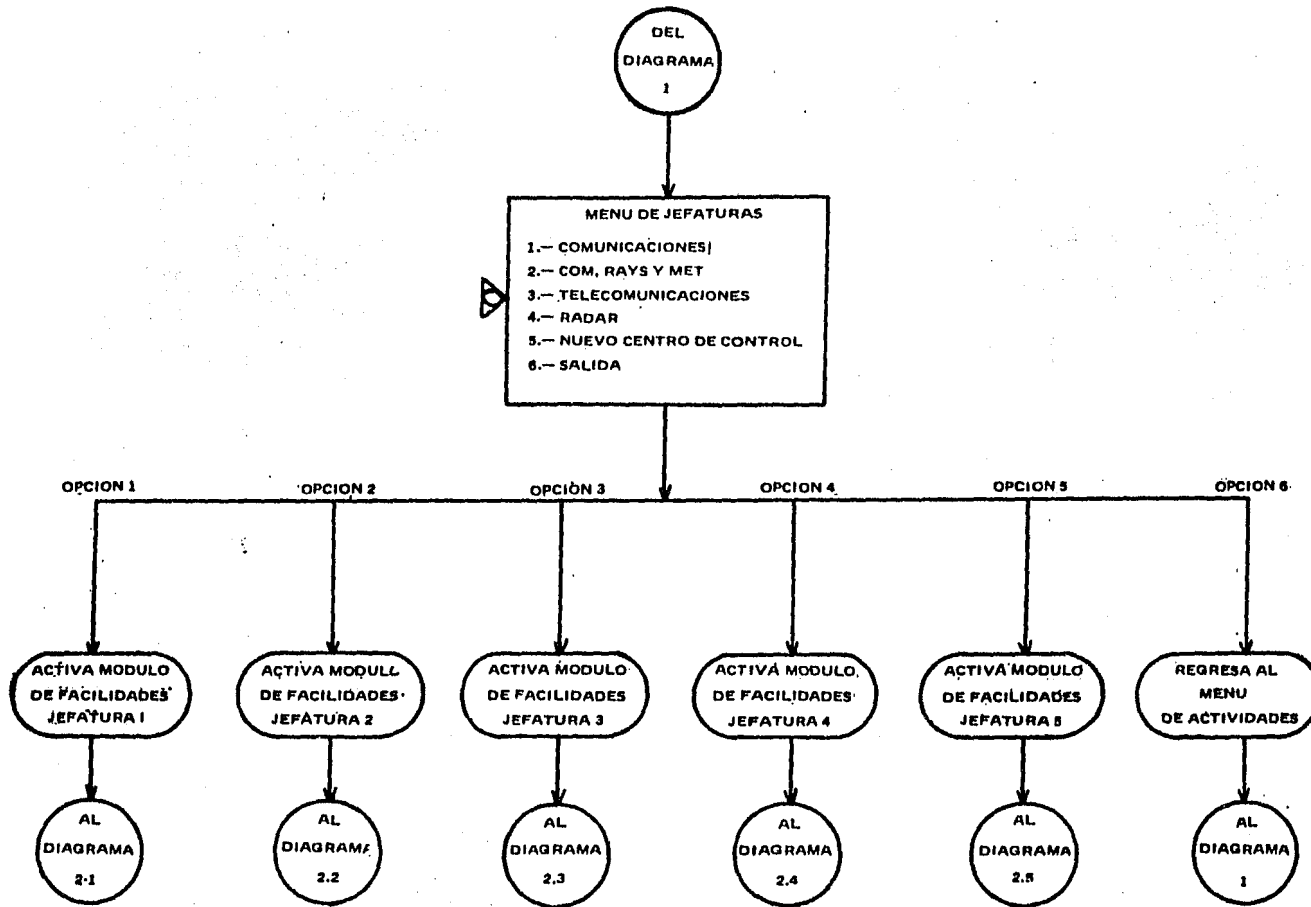 DEL
DIAGRAMA
1
MENU DE JEFATURAS
1.— COMUNICACIONES
2.— COM, RAYS Y MET
3.— TELECOMUNICACIONES
4.— RADAR
5.— NUEVO CENTRO DE CONTROL
6.— SALIDA
OPCION 1
OPCION 2
OPCION 3
OPCION 4
OPCION 5
OPCION 6
ACTIVA MODULO
DE FACILIDADES
JEFATURA 1
ACTIVA MODULO
DE FACILIDADES
JEFATURA 2
ACTIVA MODULO
DE FACILIDADES
JEFATURA 3
ACTIVA MODULO
DE FACILIDADES
JEFATURA 4
ACTIVA MODULO
DE FACILIDADES
JEFATURA 5
REGRESA AL
MENU
DE ACTIVIDADES
AL
DIAGRAMA
2.1
AL
DIAGRAMA
2.2
AL
DIAGRAMA
2.3
AL
DIAGRAMA
2.4
AL
DIAGRAMA
2.5
AL
DIAGRAMA
1